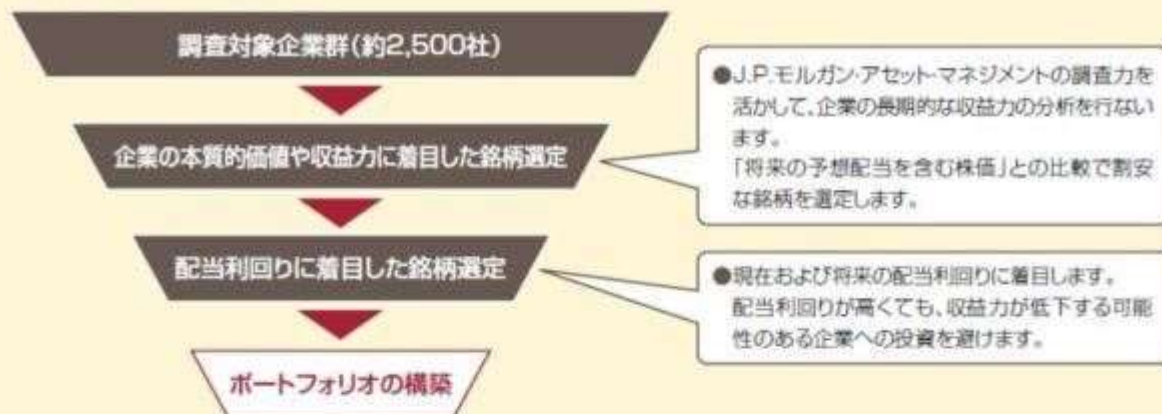 調査対象企業群(約2,500社)
企業の本質的価値や収益力に着目した銘柄選定
●J.P.モルガン・アセット・マネジメントの調査力を
活かして、企業の長期的な収益力の分析を行ない
ます。
「将来の予想配当を含む株価」との比較で割安
な銘柄を選定します。
配当利回りに着目した銘柄選定
●現在および将来の配当利回りに着目します。
配当利回りが高くても、収益力が低下する可能
性のある企業への投資を避けます。
ポートフォリオの構築